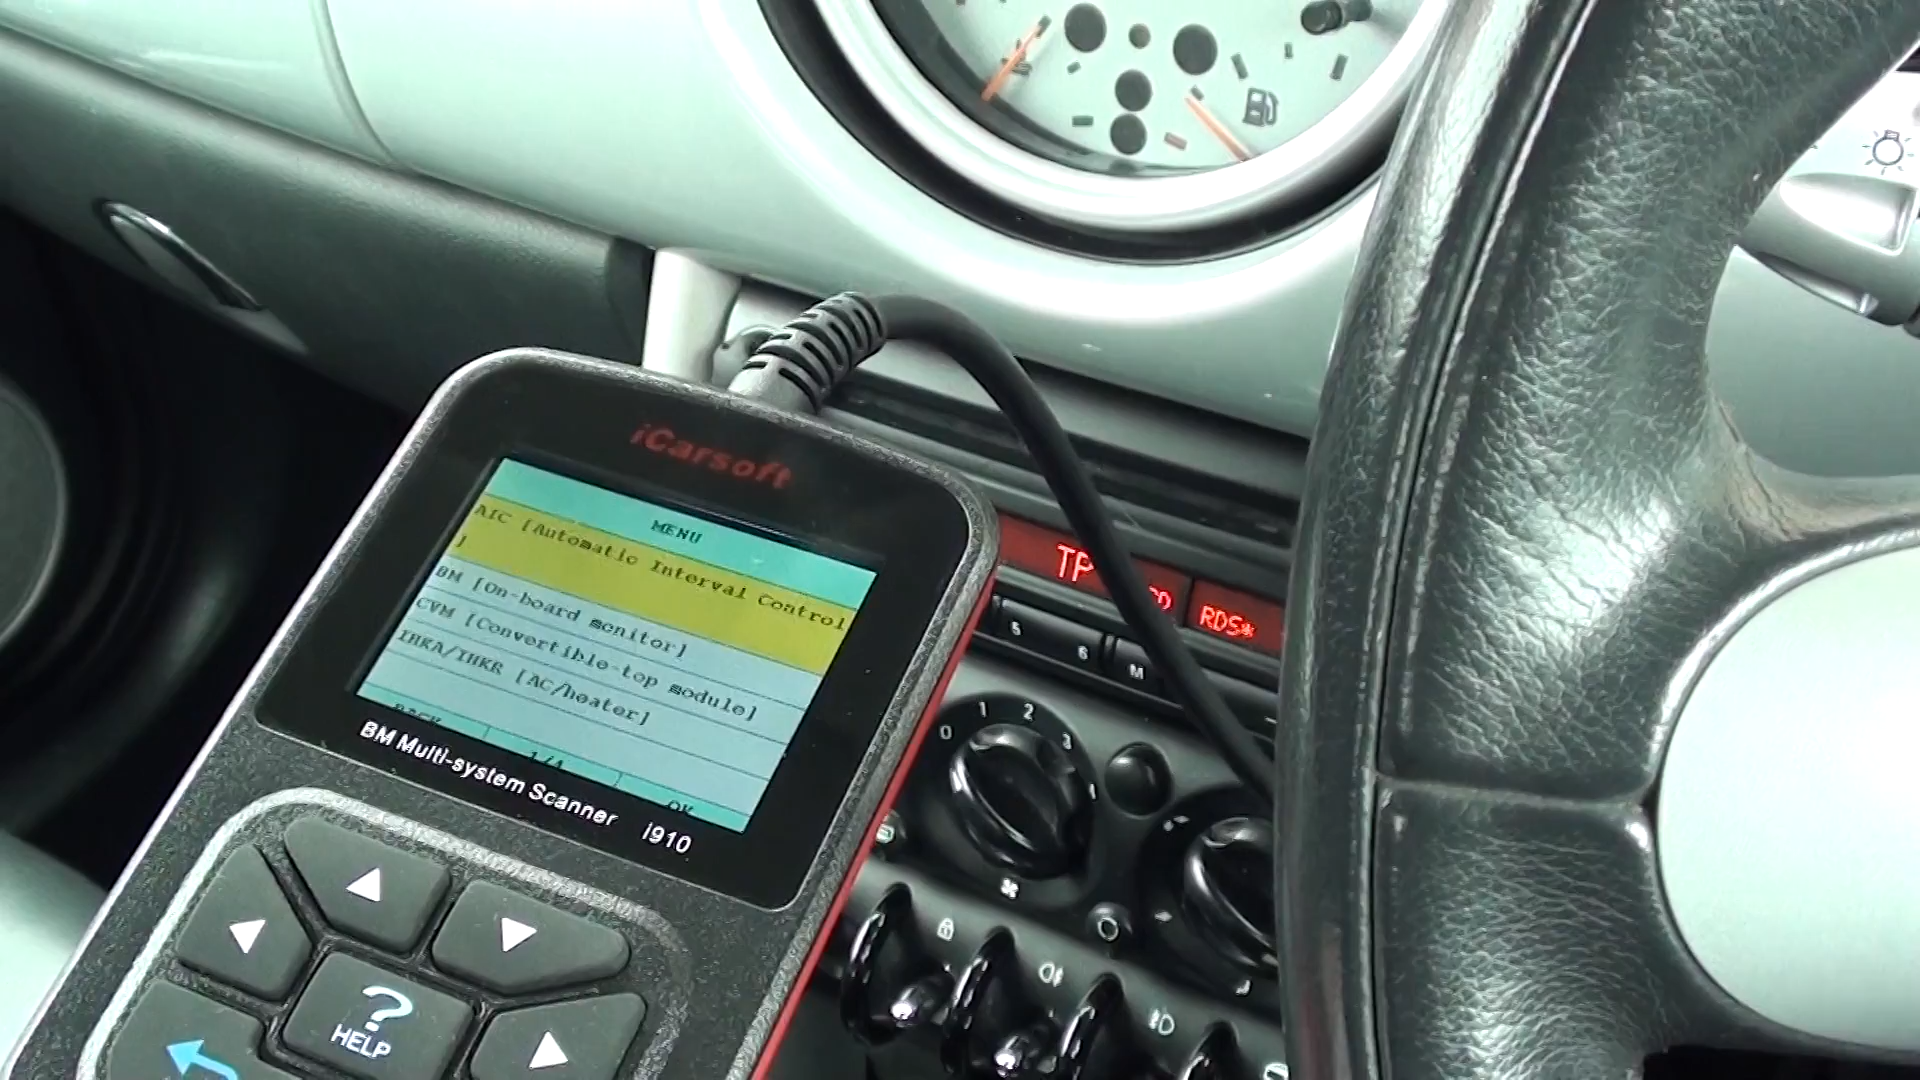 iCarsoft
MENU
AIC [Automatic Interval Control
]
BM [On-board monitor]
CVM [Convertible-top module]
IHKA/IHKR [AC/heater]
BACK
1/4
OK
BM Multi-system Scanner i910
?
HELP
TP
RDS*
5
6
M
0
1
2
3